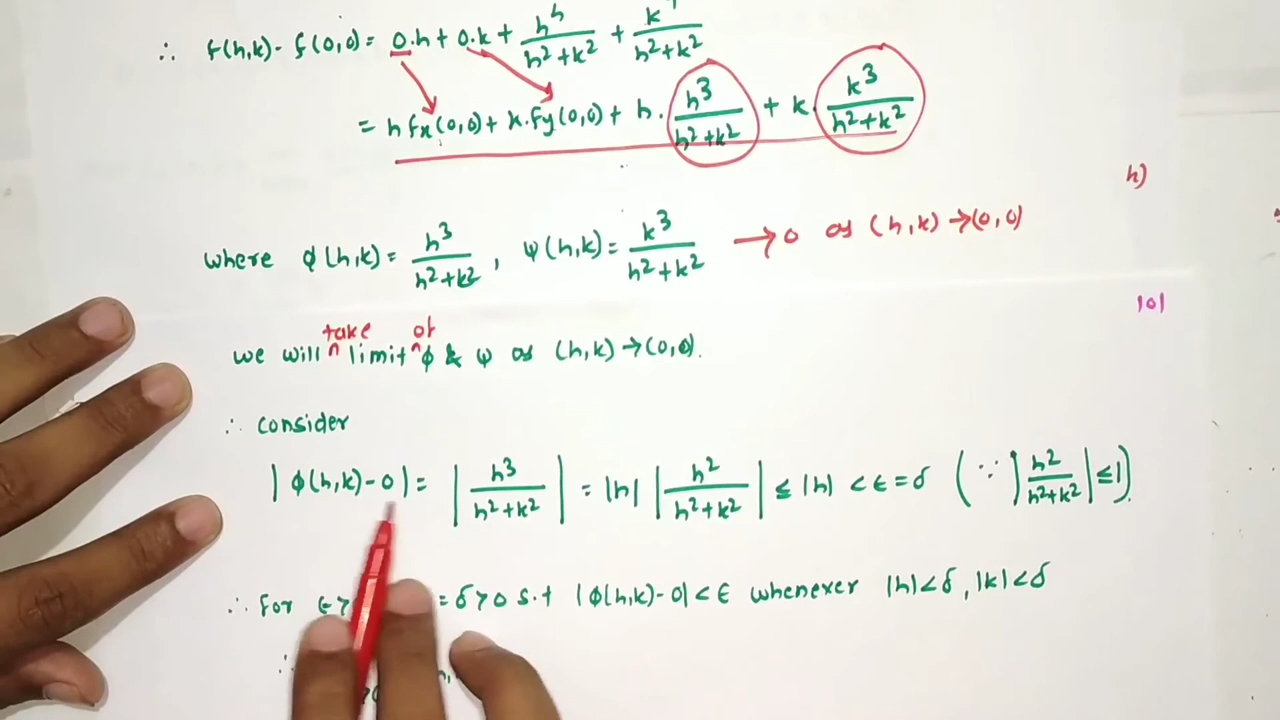 ∴ f(h,k) - f(0,0) = 0.h + 0.k + h⁴/(h²+k²) + k⁴/(h²+k²)
= h fx(0,0) + k.fy(0,0) + h. h³/(h²+k²) + k. k³/(h²+k²)
h)
where φ(h,k) = h³/(h²+k²), ψ(h,k) = k³/(h²+k²) → 0 as (h,k) → (0,0)
101
we will take limit of φ & ψ as (h,k) → (0,0).
∴ consider
|φ(h,k) - 0| = |h³/(h²+k²)| = |h| |h²/(h²+k²)| ≤ |h| < ε = δ (∵ |h²/(h²+k²)| ≤ 1).
∴ for = δ > 0 s.t |φ(h,k) - 0| < ε whenever |h| < δ, |k| < δ
∴